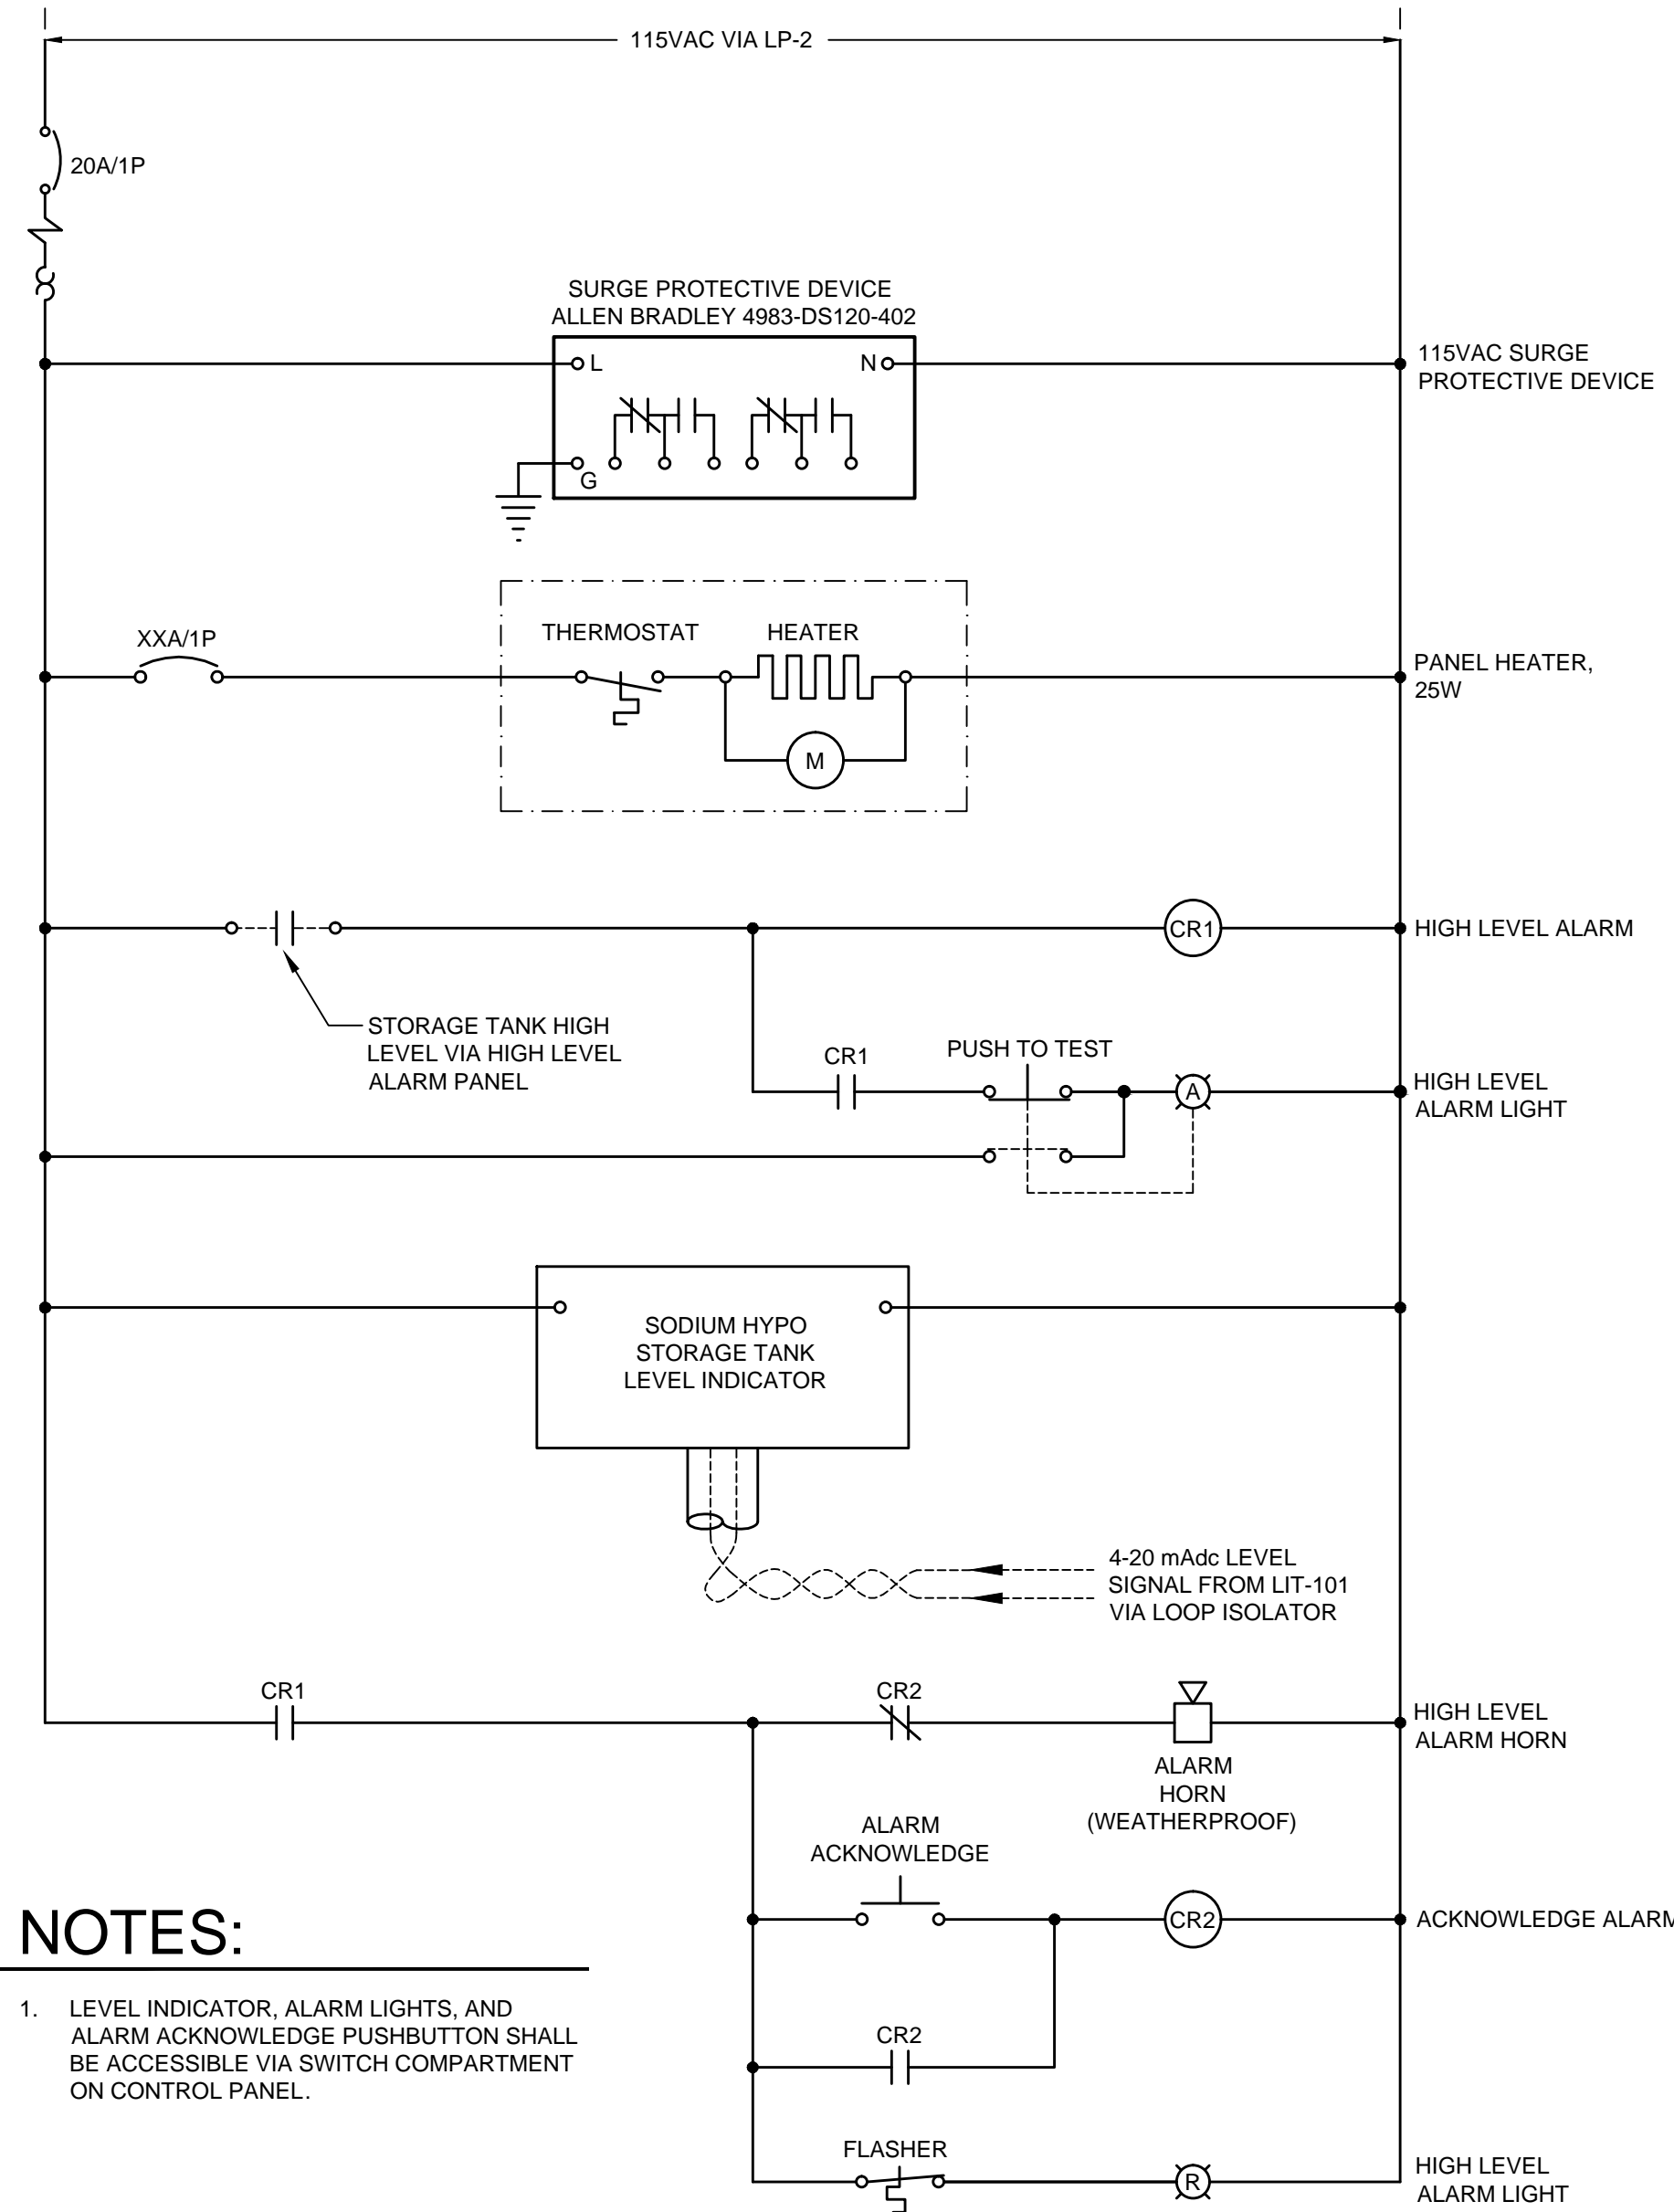 115VAC VIA LP-2
20A/1P
SURGE PROTECTIVE DEVICE
ALLEN BRADLEY 4983-DS120-402
L
N
G
115VAC SURGE
PROTECTIVE DEVICE
XXA/1P
THERMOSTAT
HEATER
M
PANEL HEATER,
25W
CR1
HIGH LEVEL ALARM
STORAGE TANK HIGH
LEVEL VIA HIGH LEVEL
ALARM PANEL
CR1
PUSH TO TEST
A
HIGH LEVEL
ALARM LIGHT
SODIUM HYPO
STORAGE TANK
LEVEL INDICATOR
4-20 mAdc LEVEL
SIGNAL FROM LIT-101
VIA LOOP ISOLATOR
CR1
CR2
HIGH LEVEL
ALARM HORN
ALARM
HORN
(WEATHERPROOF)
ALARM
ACKNOWLEDGE
CR2
ACKNOWLEDGE ALARM
CR2
FLASHER
R
HIGH LEVEL
ALARM LIGHT
NOTES:
1. LEVEL INDICATOR, ALARM LIGHTS, AND
ALARM ACKNOWLEDGE PUSHBUTTON SHALL
BE ACCESSIBLE VIA SWITCH COMPARTMENT
ON CONTROL PANEL.